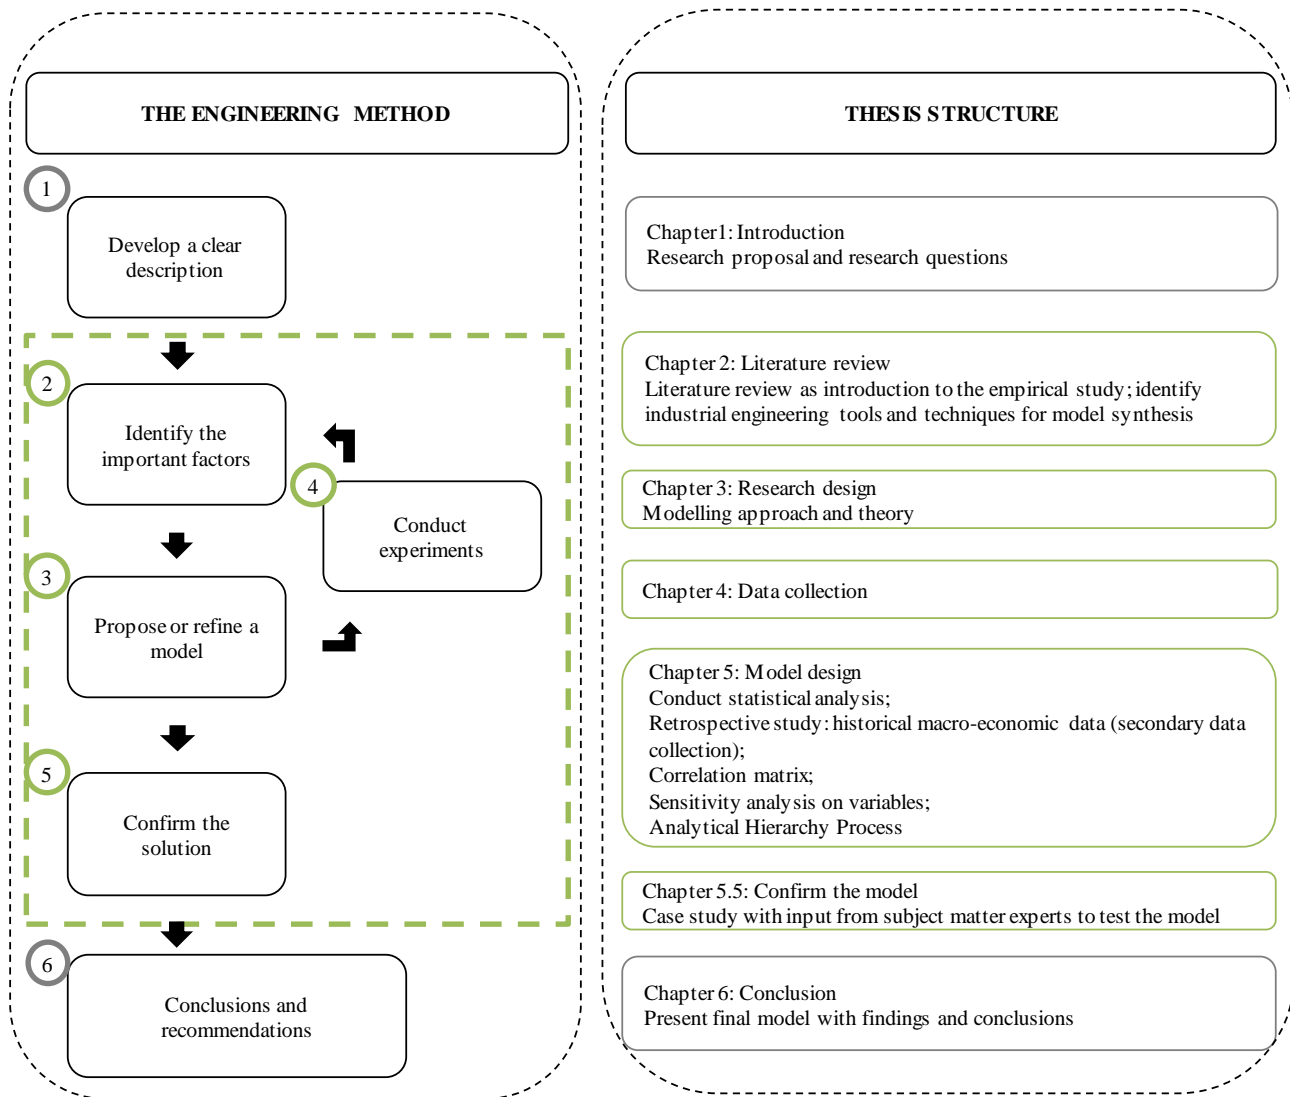 THE ENGINEERING METHOD
1
Develop a clear
description
2
Identify the
important factors
4
Conduct
experiments
3
Propose or refine a
model
5
Confirm the
solution
6
Conclusions and
recommendations
THESIS STRUCTURE
Chapter1: Introduction
Research proposal and research questions
Chapter 2: Literature review
Literature review as introduction to the empirical study; identify
industrial engineering tools and techniques for model synthesis
Chapter 3: Research design
Modelling approach and theory
Chapter 4: Data collection
Chapter 5: Model design
Conduct statistical analysis;
Retrospective study: historical macro-economic data (secondary data
collection);
Correlation matrix;
Sensitivity analysis on variables;
Analytical Hierarchy Process
Chapter 5.5: Confirm the model
Case study with input from subject matter experts to test the model
Chapter 6: Conclusion
Present final model with findings and conclusions